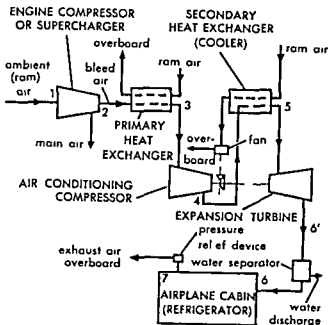 ENGINE COMPRESSOR
OR SUPERCHARGER
SECONDARY
HEAT EXCHANGER
(COOLER)
overboard
ram air
ram air
ambient
(ram)
air
bleed
air
1
2
3
5
PRIMARY
HEAT
EXCHANGER
main air
over-
board
fan
AIR CONDITIONING
COMPRESSOR
4
EXPANSION TURBINE
6'
pressure
relief device
exhaust air
overboard
water separator
7
6
AIRPLANE CABIN
(REFRIGERATOR)
water
discharge